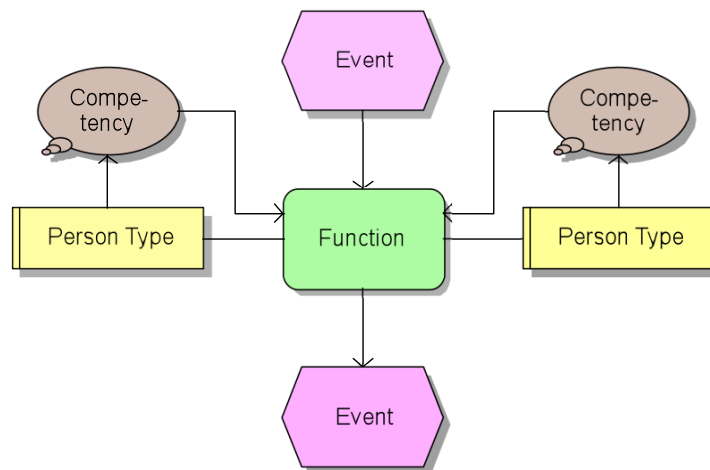 Event
Compe-
tency
Compe-
tency
Person Type
Function
Person Type
Event